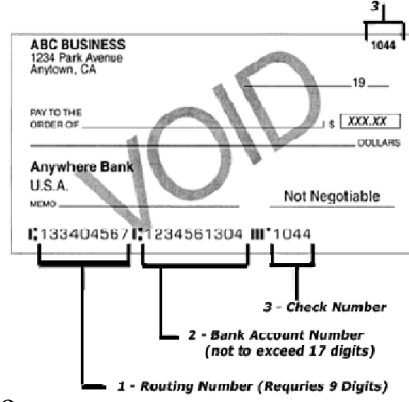 3
ABC BUSINESS 1044
1234 Park Avenue
Anytown, CA
19
PAY TO THE
ORDER OF $ XXX.XX
DOLLARS
VOID
Anywhere Bank
U.S.A.
Not Negotiable
MEMO
⑆133404567⑆1234561304 ⑈1044
3 - Check Number
2 - Bank Account Number
(not to exceed 17 digits)
1 - Routing Number (Requries 9 Digits)